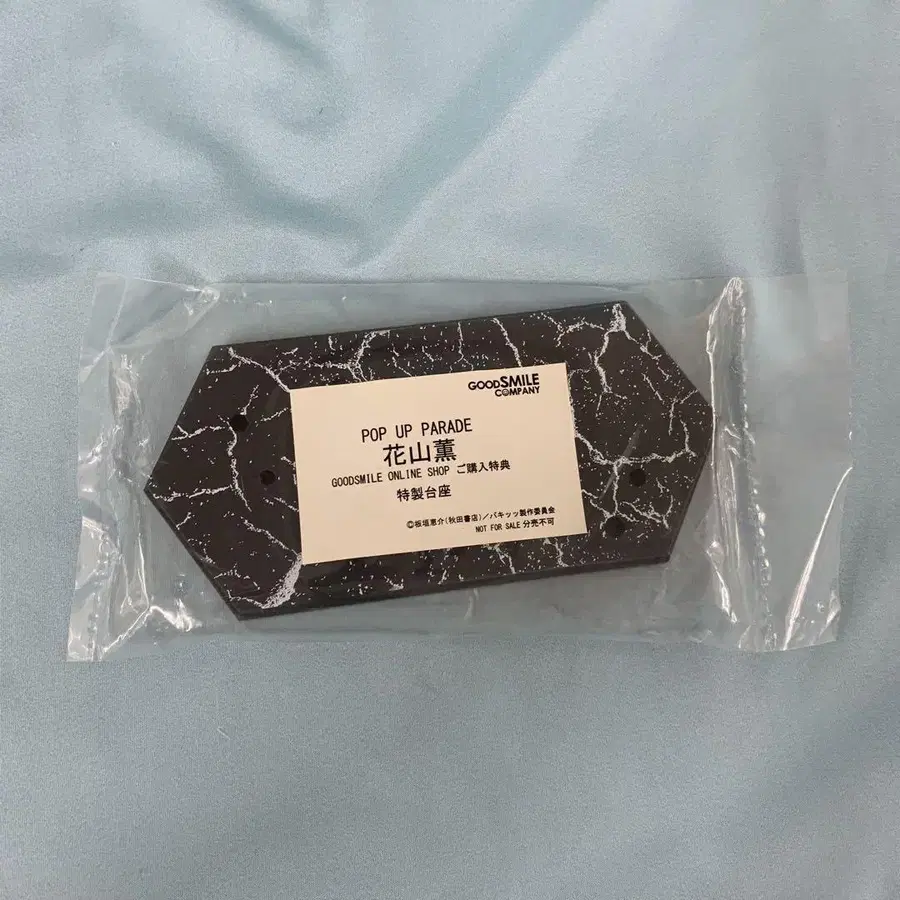 GOODSMILE
COMPANY
POP UP PARADE
花山薫
GOODSMILE ONLINE SHOP ご購入特典
特製台座
©板垣恵介(秋田書店)/バキッッ製作委員会
NOT FOR SALE 分売不可